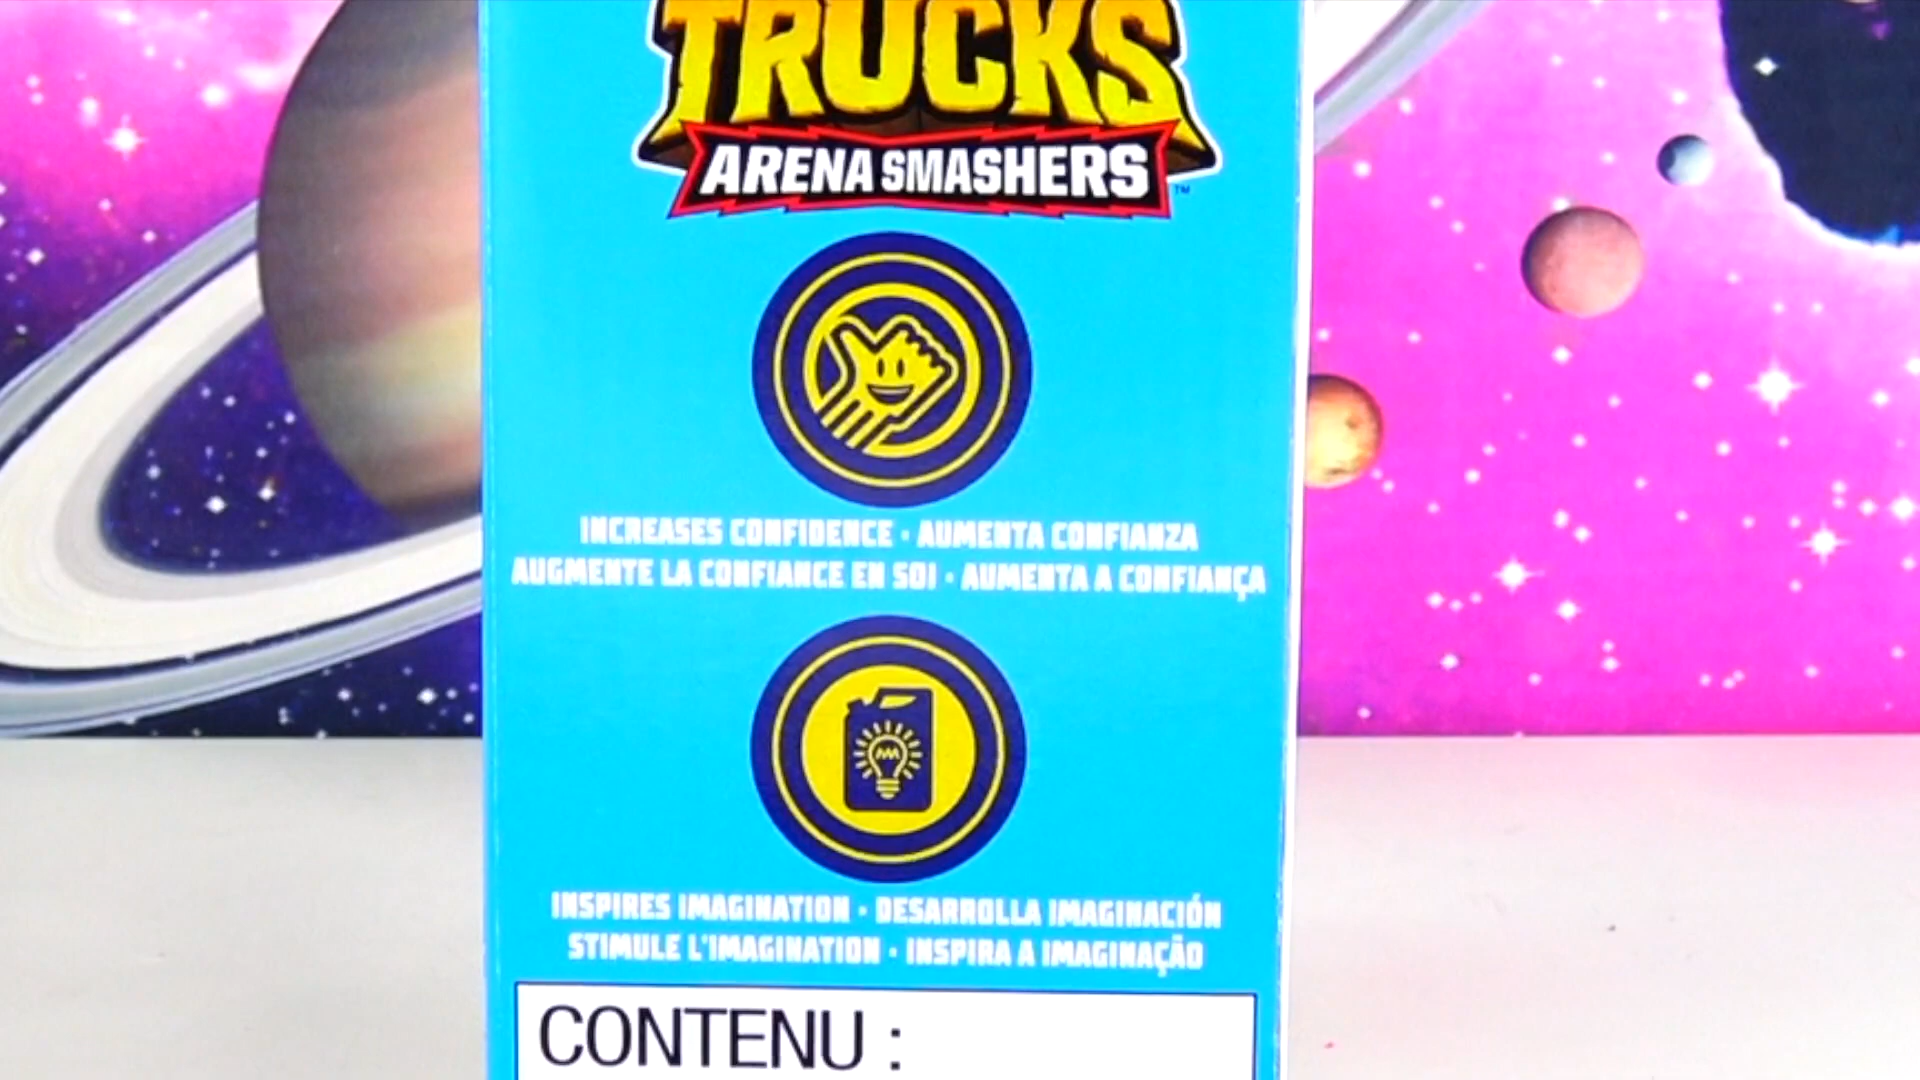 TRUCKS
ARENA SMASHERS™
INCREASES CONFIDENCE · AUMENTA CONFIANZA
AUGMENTE LA CONFIANCE EN SOI · AUMENTA A CONFIANÇA
INSPIRES IMAGINATION · DESARROLLA IMAGINACIÓN
STIMULE L'IMAGINATION · INSPIRA A IMAGINAÇÃO
CONTENU :